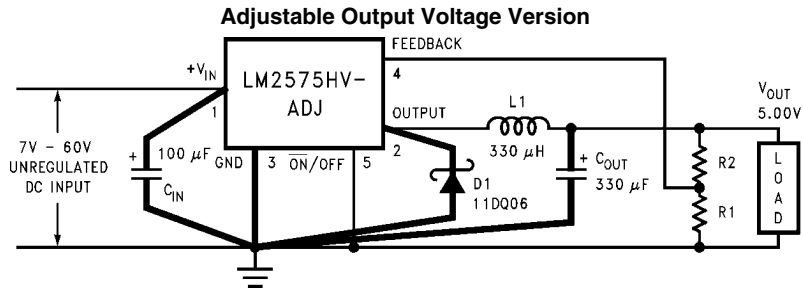 Adjustable Output Voltage Version
FEEDBACK
+VIN
LM2575HV-
ADJ
4
1
OUTPUT
L1
VOUT
5.00V
7V – 60V
UNREGULATED
DC INPUT
+
100 μF
GND
3
ON/OFF
5
2
330 μH
CIN
D1
11DQ06
+
COUT
330 μF
R2
R1
LOAD